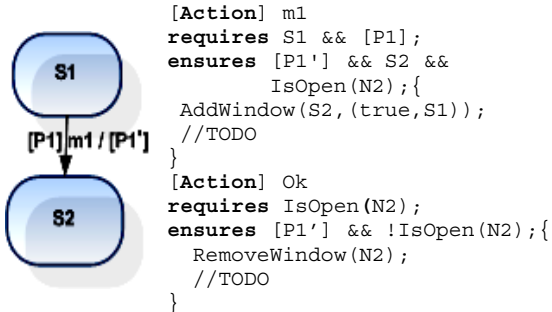 S1
[P1] m1 / [P1']
S2
[Action] m1
requires S1 && [P1];
ensures [P1'] && S2 &&
IsOpen(N2);{
AddWindow(S2,(true,S1));
//TODO
}
[Action] Ok
requires IsOpen(N2);
ensures [P1’] && !IsOpen(N2);{
RemoveWindow(N2);
//TODO
}